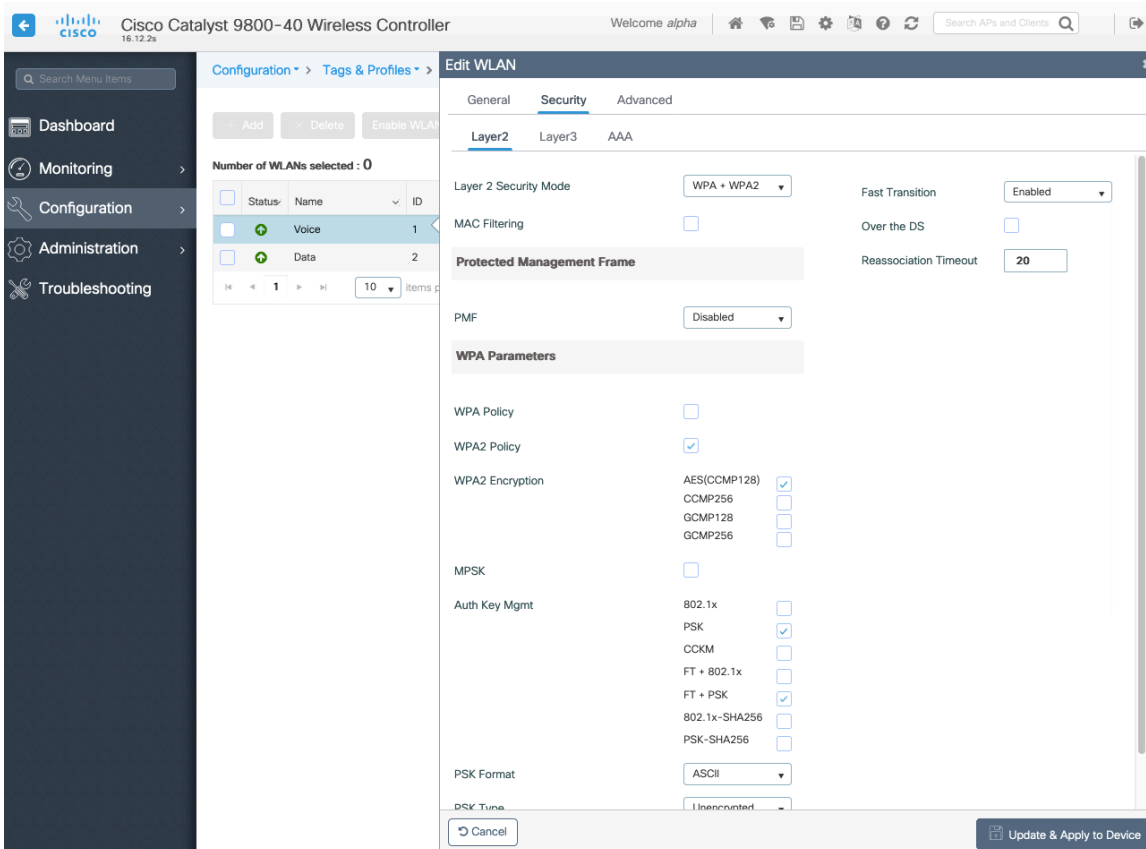 CISCO
Cisco Catalyst 9800-40 Wireless Controller
16.12.2s
Welcome alpha
Search APs and Clients
Search Menu Items
Dashboard
Monitoring
Configuration
Administration
Troubleshooting
Configuration > Tags & Profiles >
Add Delete Enable WLAN
Number of WLANs selected : 0
Status Name ID
Voice 1
Data 2
1 10 items p
Edit WLAN
General Security Advanced
Layer2 Layer3 AAA
Layer 2 Security Mode WPA + WPA2
MAC Filtering
Protected Management Frame
PMF Disabled
WPA Parameters
WPA Policy
WPA2 Policy
WPA2 Encryption AES(CCMP128)
CCMP256
GCMP128
GCMP256
MPSK
Auth Key Mgmt 802.1x
PSK
CCKM
FT + 802.1x
FT + PSK
802.1x-SHA256
PSK-SHA256
PSK Format ASCII
PSK Type Unencrypted
Fast Transition Enabled
Over the DS
Reassociation Timeout 20
Cancel
Update & Apply to Device